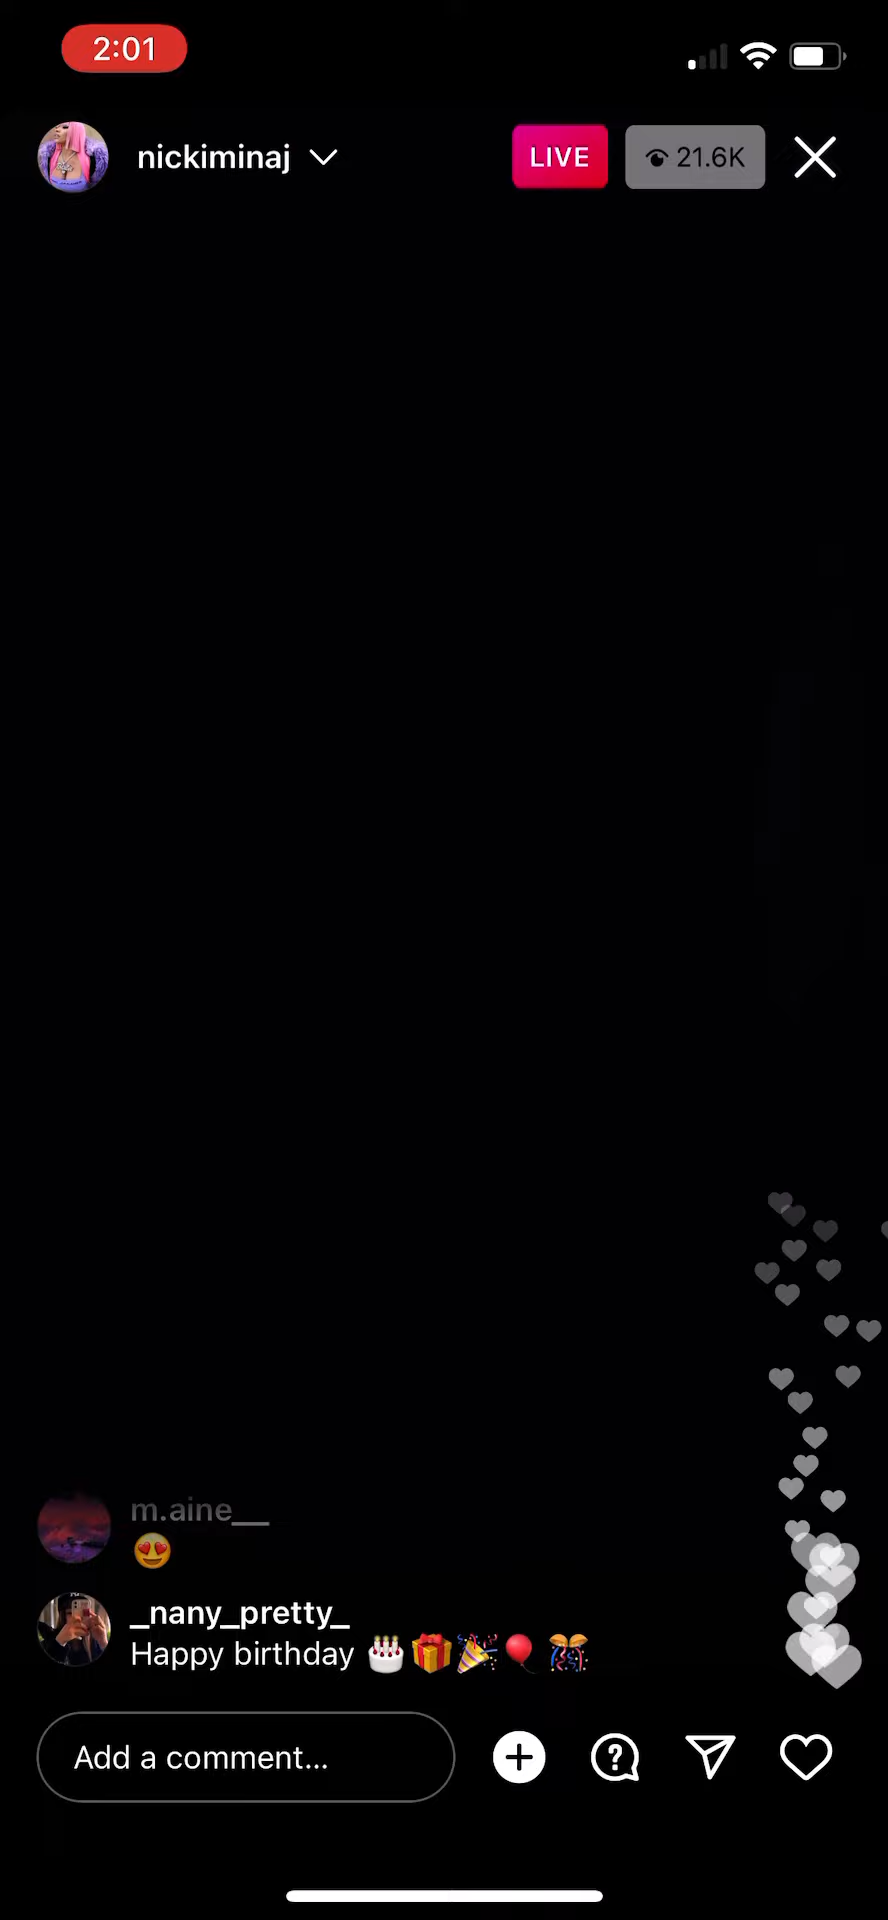 2:01
nickiminaj
LIVE
21.6K
m.aine__
😍
_nany_pretty_
Happy birthday 🎂🎁🎉🎈🎊
Add a comment...